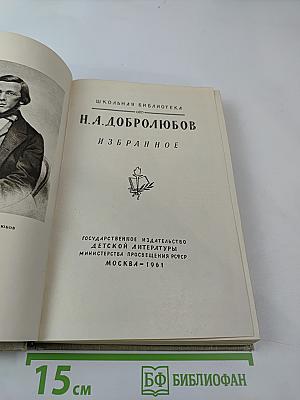 ШКОЛЬНАЯ БИБЛИОТЕКА
Н.А.ДОБРОЛЮБОВ
ИЗБРАННОЕ
ГОСУДАРСТВЕННОЕ ИЗДАТЕЛЬСТВО
ДЕТСКОЙ ЛИТЕРАТУРЫ
МИНИСТЕРСТВА ПРОСВЕЩЕНИЯ РСФСР
МОСКВА—1961
15 см
БФ БИБЛИОФАН